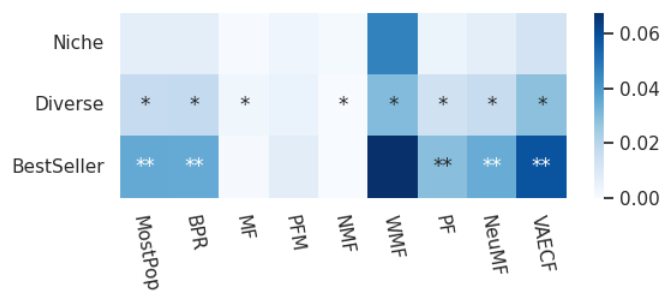 Niche
Diverse * * * * * * * *
BestSeller ** ** ** ** **
MostPop BPR MF PFM NMF WMF PF NeuMF VAECF
0.06
0.04
0.02
0.00